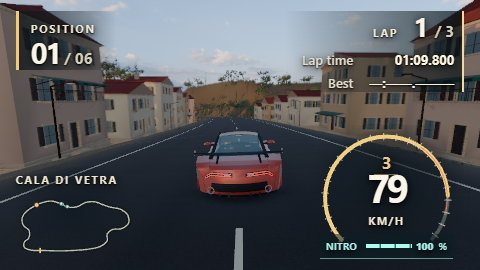 POSITION
01 / 06
LAP 1 / 3
Lap time 01:09.800
Best --:--.---
CALA DI VETRA
3
79
KM/H
NITRO 100 %